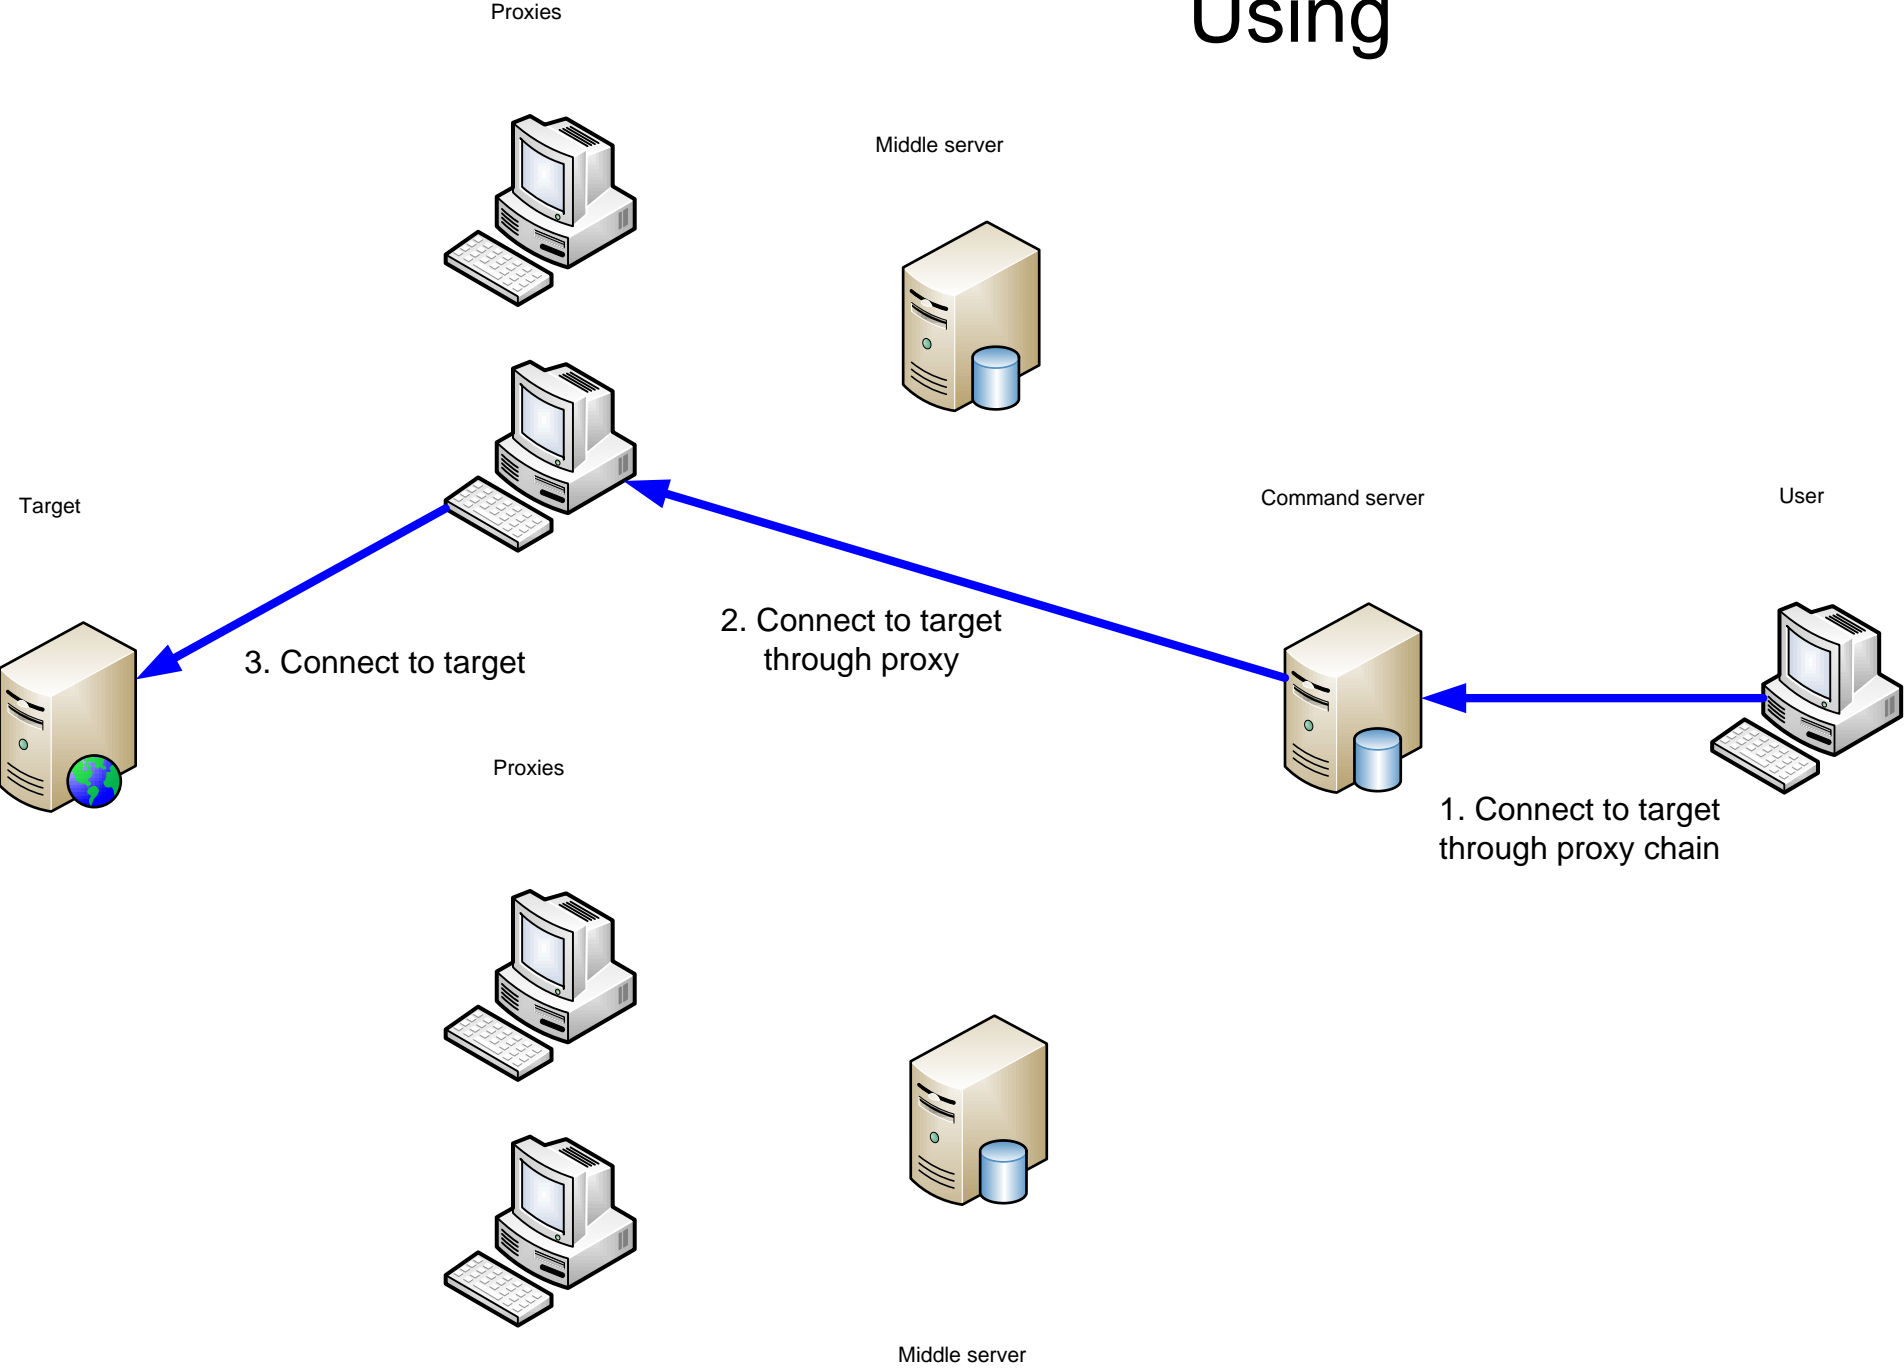 Using
Proxies
Middle server
Target
Command server
User
2. Connect to target
through proxy
3. Connect to target
Proxies
1. Connect to target
through proxy chain
Middle server